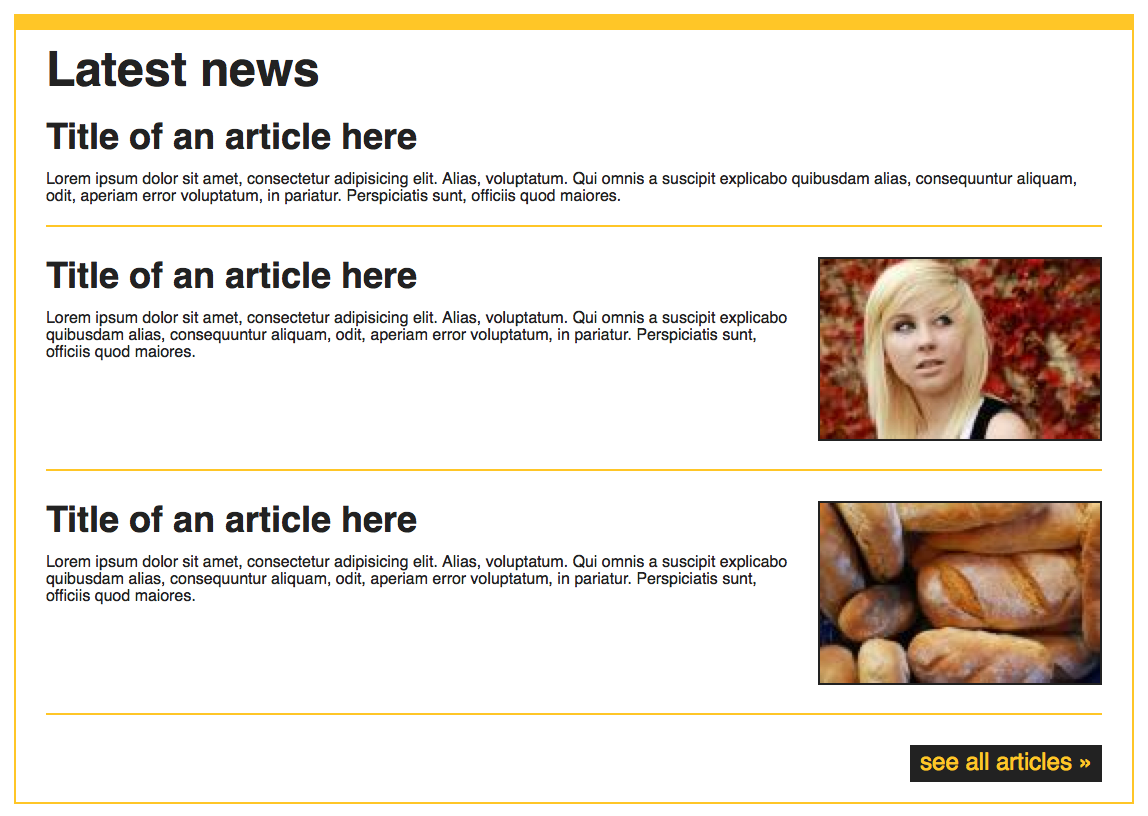 Latest news
Title of an article here
Lorem ipsum dolor sit amet, consectetur adipisicing elit. Alias, voluptatum. Qui omnis a suscipit explicabo quibusdam alias, consequuntur aliquam,
odit, aperiam error voluptatum, in pariatur. Perspiciatis sunt, officiis quod maiores.
Title of an article here
Lorem ipsum dolor sit amet, consectetur adipisicing elit. Alias, voluptatum. Qui omnis a suscipit explicabo
quibusdam alias, consequuntur aliquam, odit, aperiam error voluptatum, in pariatur. Perspiciatis sunt,
officiis quod maiores.
Title of an article here
Lorem ipsum dolor sit amet, consectetur adipisicing elit. Alias, voluptatum. Qui omnis a suscipit explicabo
quibusdam alias, consequuntur aliquam, odit, aperiam error voluptatum, in pariatur. Perspiciatis sunt,
officiis quod maiores.
see all articles »